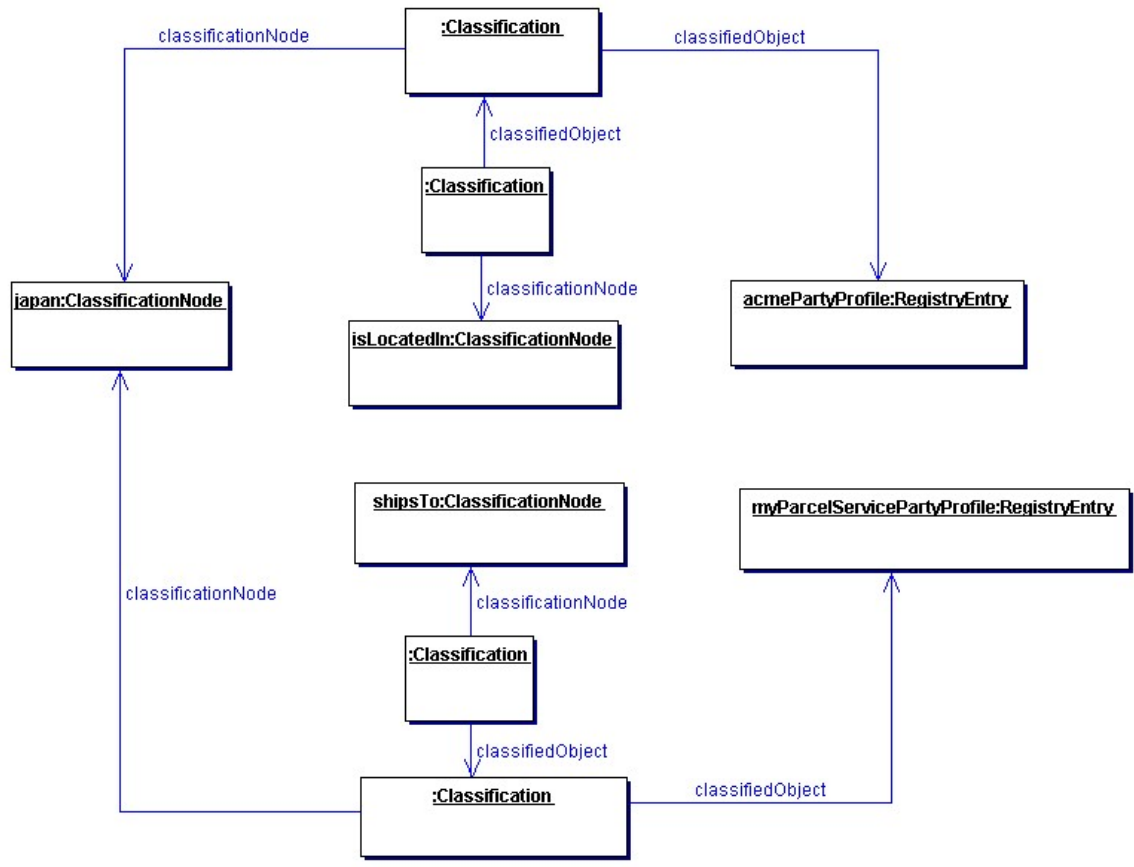 :Classification
classificationNode
classifiedObject
classifiedObject
:Classification
japan:ClassificationNode
classificationNode
acmePartyProfile:RegistryEntry
isLocatedIn:ClassificationNode
shipsTo:ClassificationNode
myParcelServicePartyProfile:RegistryEntry
classificationNode
classificationNode
:Classification
classifiedObject
:Classification
classifiedObject